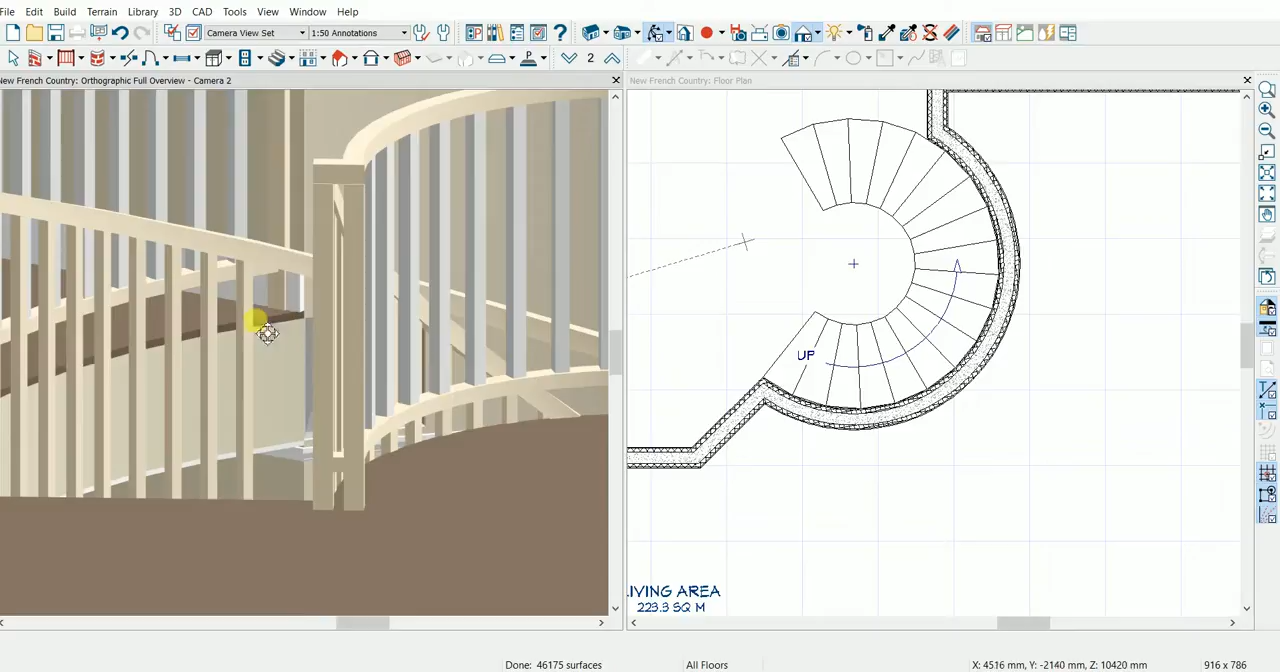 File Edit Build Terrain Library 3D CAD Tools View Window Help
Camera View Set 1:50 Annotations
2
New French Country: Orthographic Full Overview - Camera 2
New French Country: Floor Plan
UP
LIVING AREA
223.3 SQ M
Done: 46175 surfaces All Floors X: 4516 mm, Y: -2140 mm, Z: 10420 mm 916 x 786